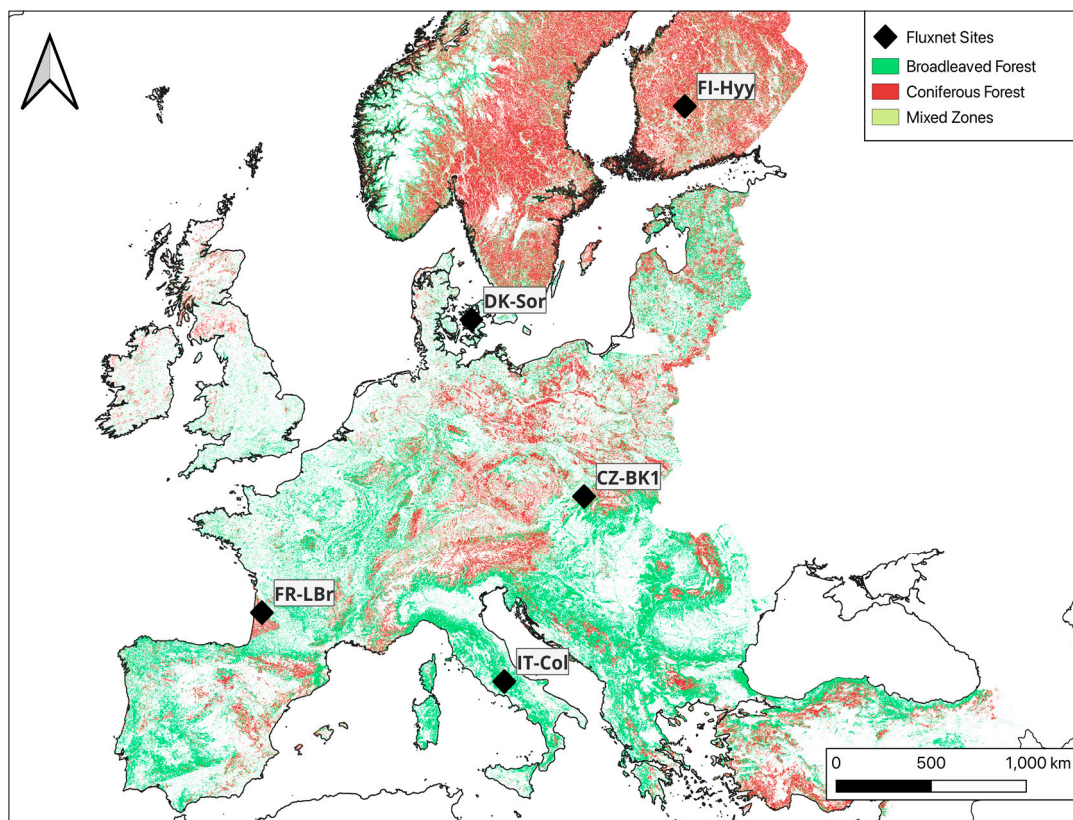 Fluxnet Sites
Broadleaved Forest
Coniferous Forest
Mixed Zones
FI-Hyy
DK-Sor
CZ-BK1
FR-LBr
IT-Col
0 500 1,000 km